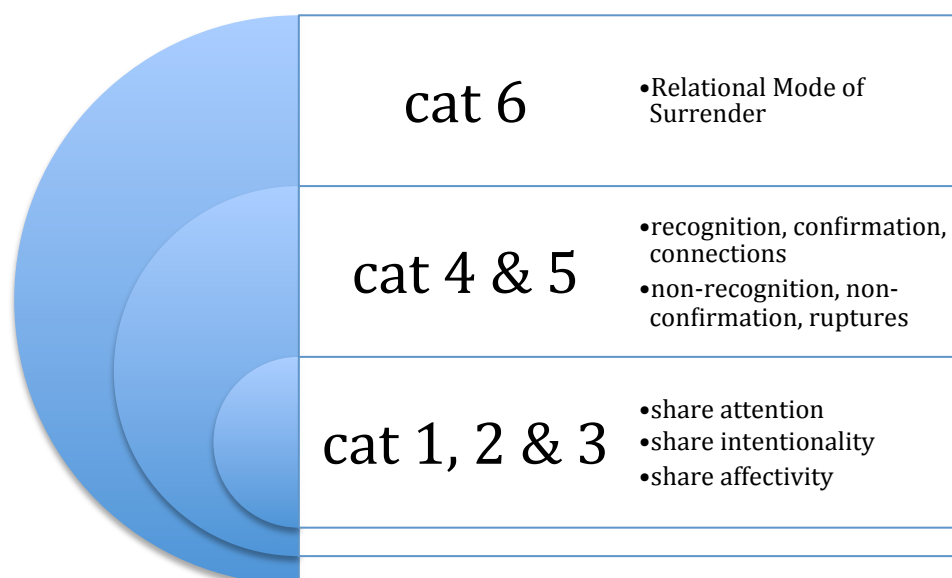 cat 6
•Relational Mode of
Surrender
cat 4 & 5
•recognition, confirmation,
connections
•non-recognition, non-
confirmation, ruptures
cat 1, 2 & 3
•share attention
•share intentionality
•share affectivity